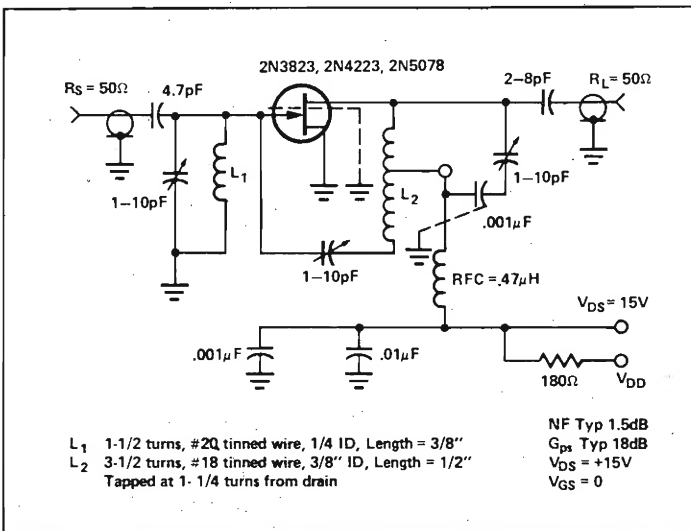 2N3823, 2N4223, 2N5078
RS = 50Ω
4.7pF
2-8pF
RL = 50Ω
L1
1-10pF
L2
1-10pF
.001μF
1-10pF
RFC = .47μH
VDS = 15V
.001μF
.01μF
180Ω
VDD
L1 1-1/2 turns, #20 tinned wire, 1/4 ID, Length = 3/8"
L2 3-1/2 turns, #18 tinned wire, 3/8" ID, Length = 1/2"
Tapped at 1- 1/4 turns from drain
NF Typ 1.5dB
Gps Typ 18dB
VDS = +15V
VGS = 0